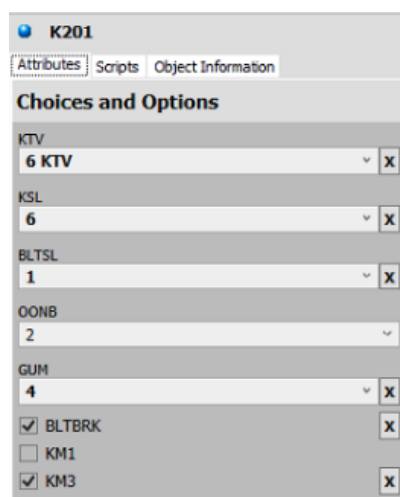 K201
Attributes Scripts Object Information
Choices and Options
KTV
6 KTV X
KSL
6 X
BLTSL
1 X
OONB
2
GUM
4 X
BLTBRK X
KM1
KM3 X